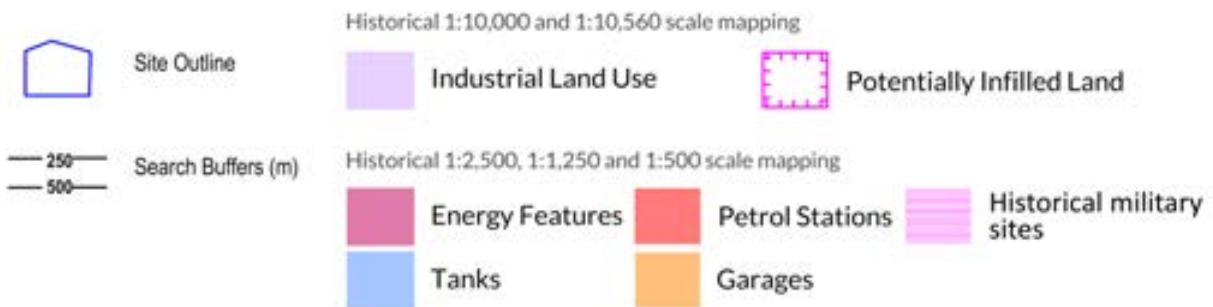 Historical 1:10,000 and 1:10,560 scale mapping
Site Outline
Industrial Land Use
Potentially Infilled Land
250
500
Search Buffers (m)
Historical 1:2,500, 1:1,250 and 1:500 scale mapping
Energy Features
Petrol Stations
Historical military
sites
Tanks
Garages